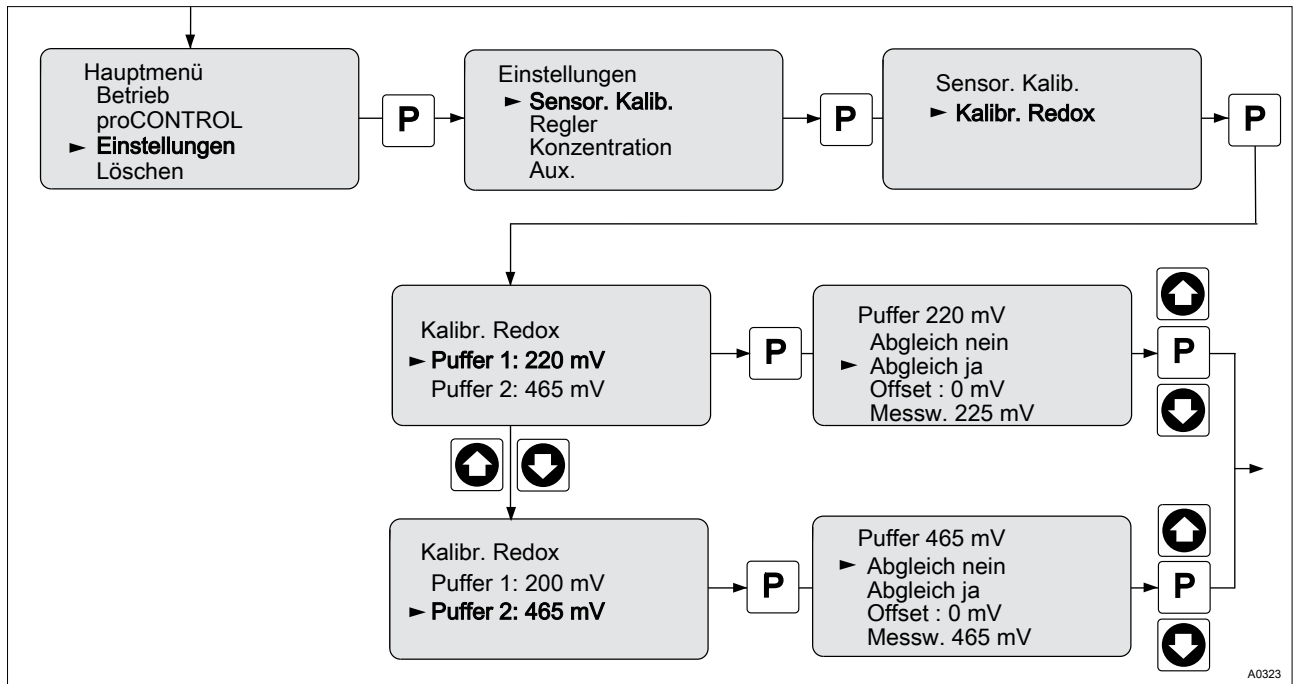 Hauptmenü
Betrieb
proCONTROL
► Einstellungen
Löschen
P
Einstellungen
► Sensor. Kalib.
Regler
Konzentration
Aux.
P
Sensor. Kalib.
► Kalibr. Redox
P
Kalibr. Redox
► Puffer 1: 220 mV
Puffer 2: 465 mV
P
Puffer 220 mV
Abgleich nein
► Abgleich ja
Offset : 0 mV
Messw. 225 mV
P
Kalibr. Redox
Puffer 1: 200 mV
► Puffer 2: 465 mV
P
Puffer 465 mV
► Abgleich nein
Abgleich ja
Offset : 0 mV
Messw. 465 mV
P
A0323